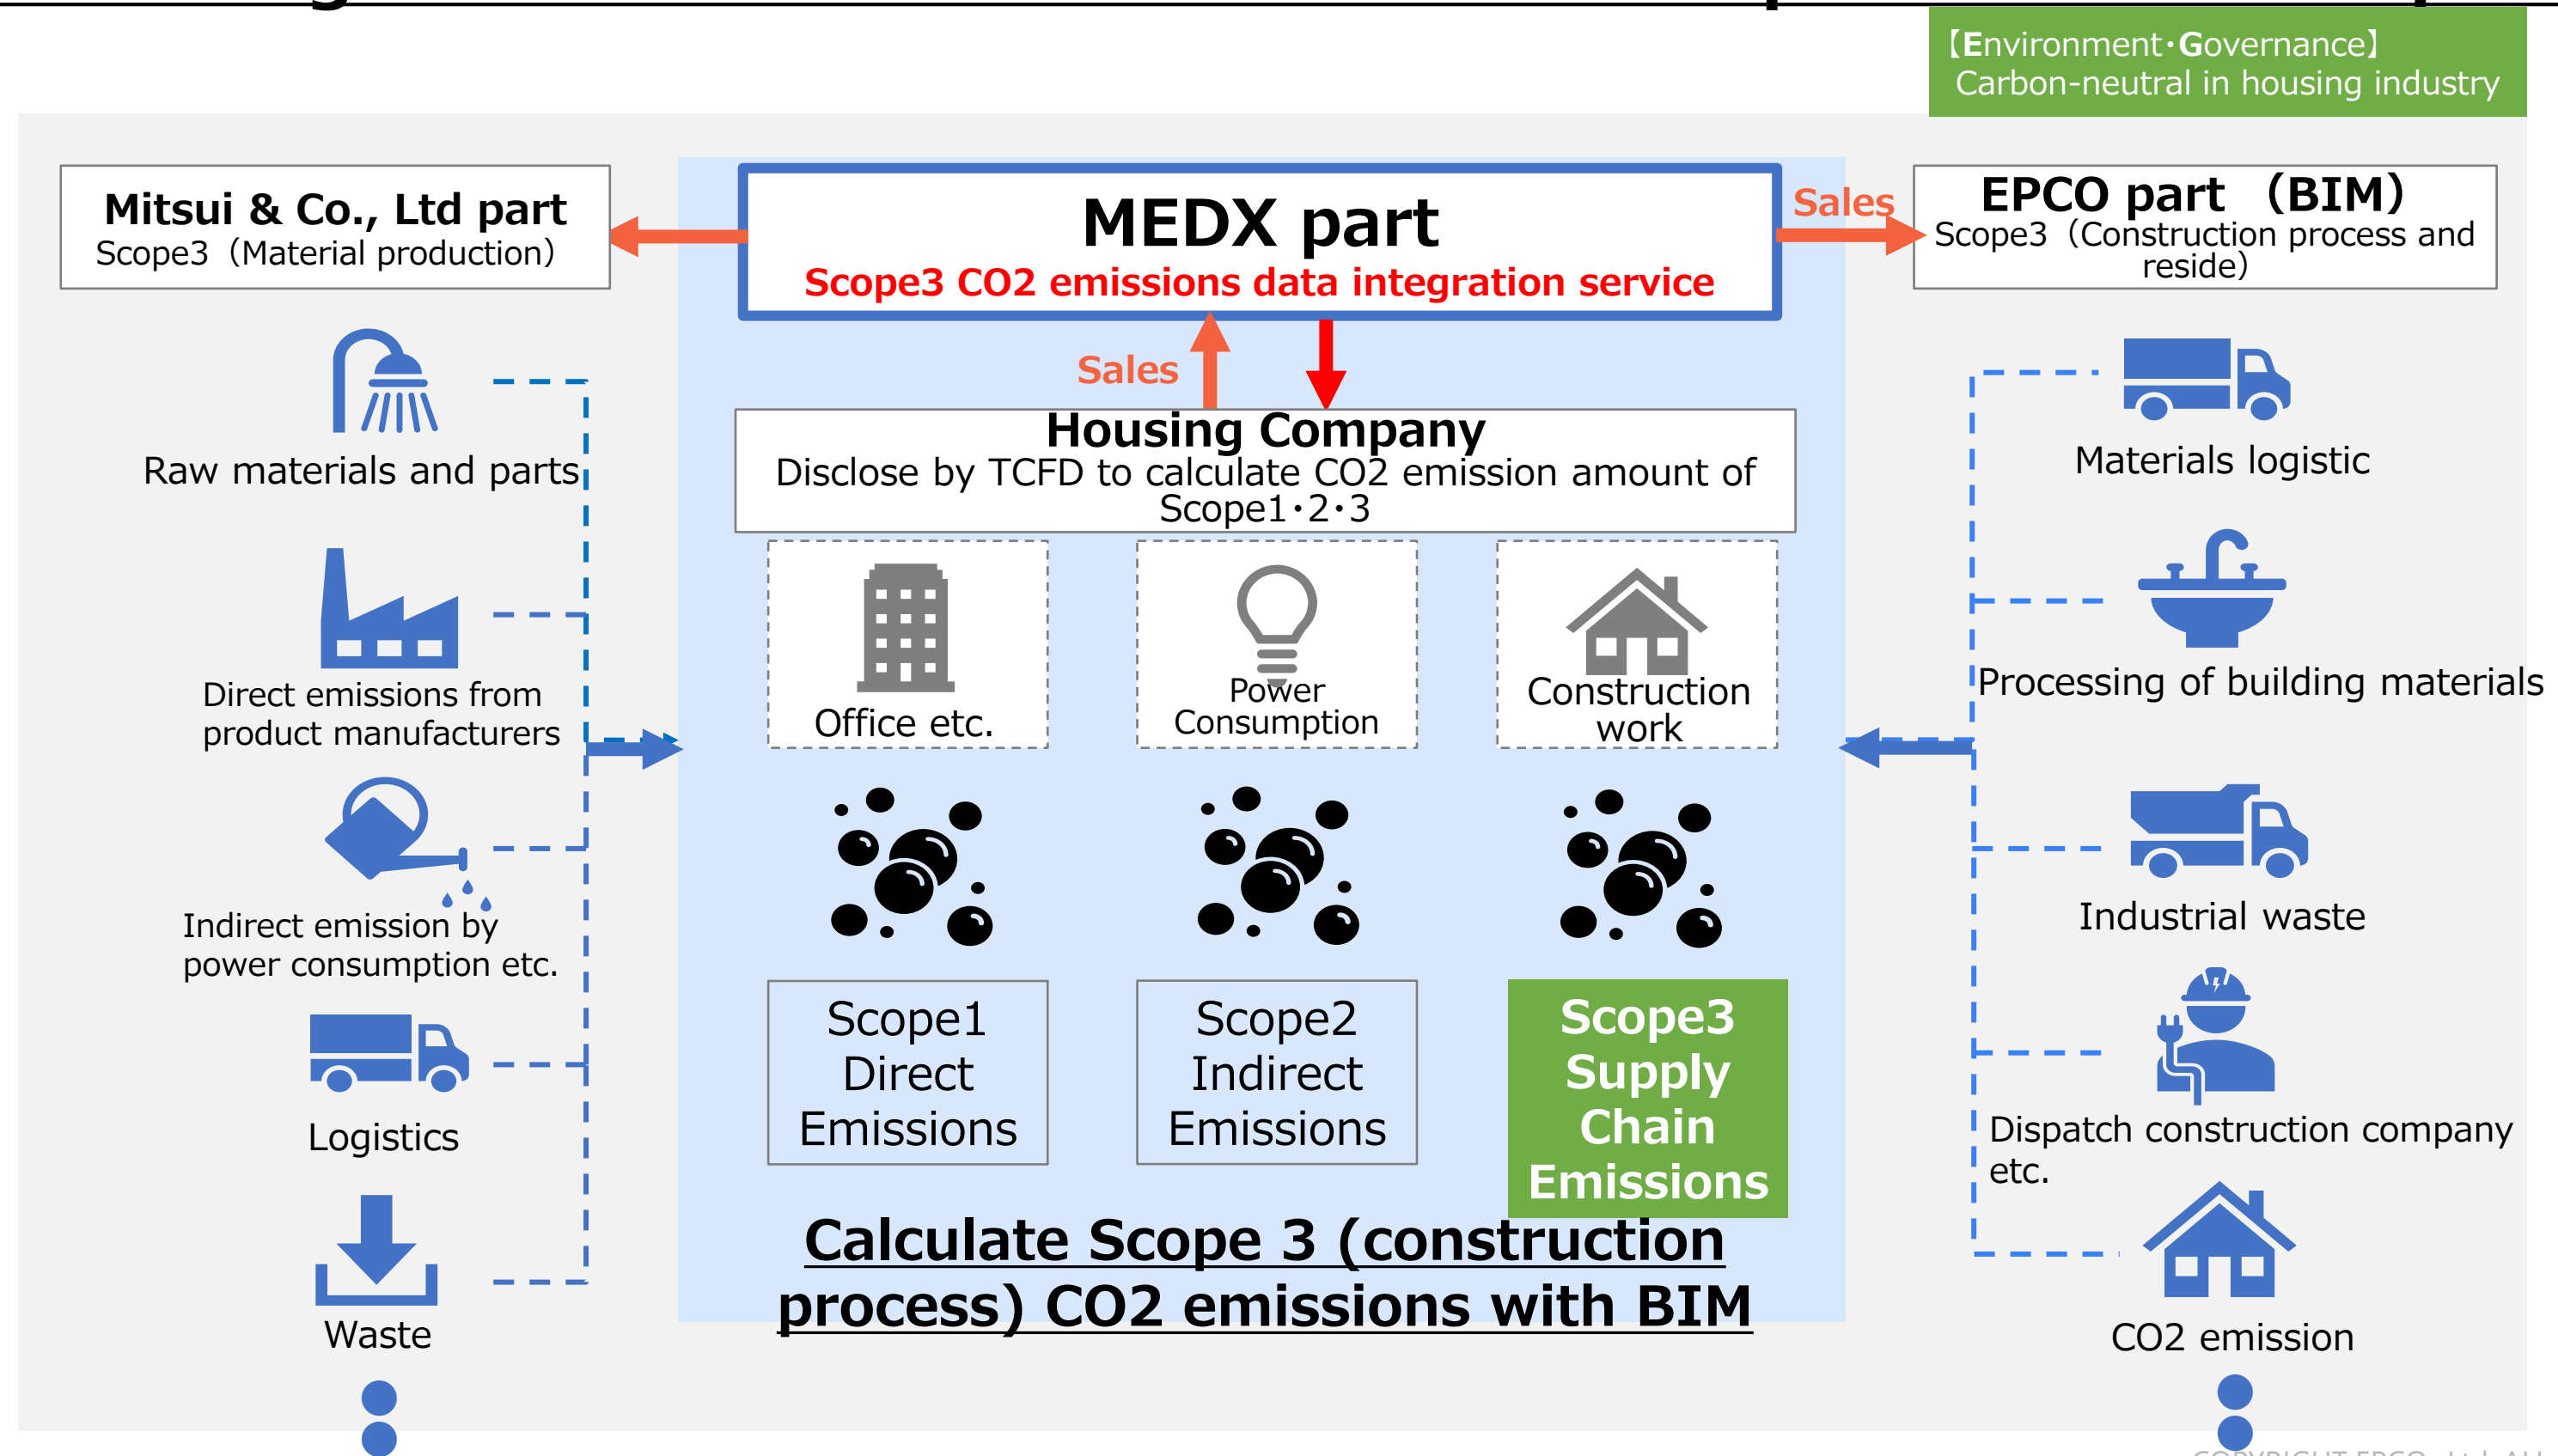 【Environment・Governance】
Carbon-neutral in housing industry
Mitsui & Co., Ltd part
Scope3（Material production）
MEDX part
Scope3 CO2 emissions data integration service
Sales
EPCO part （BIM）
Scope3（Construction process and
reside）
Sales
Housing Company
Disclose by TCFD to calculate CO2 emission amount of
Scope1・2・3
Raw materials and parts
Direct emissions from
product manufacturers
Indirect emission by
power consumption etc.
Logistics
Waste
Office etc.
Power
Consumption
Construction
work
Scope1
Direct
Emissions
Scope2
Indirect
Emissions
Scope3
Supply
Chain
Emissions
Calculate Scope 3 (construction
process) CO2 emissions with BIM
Materials logistic
Processing of building materials
Industrial waste
Dispatch construction company
etc.
CO2 emission